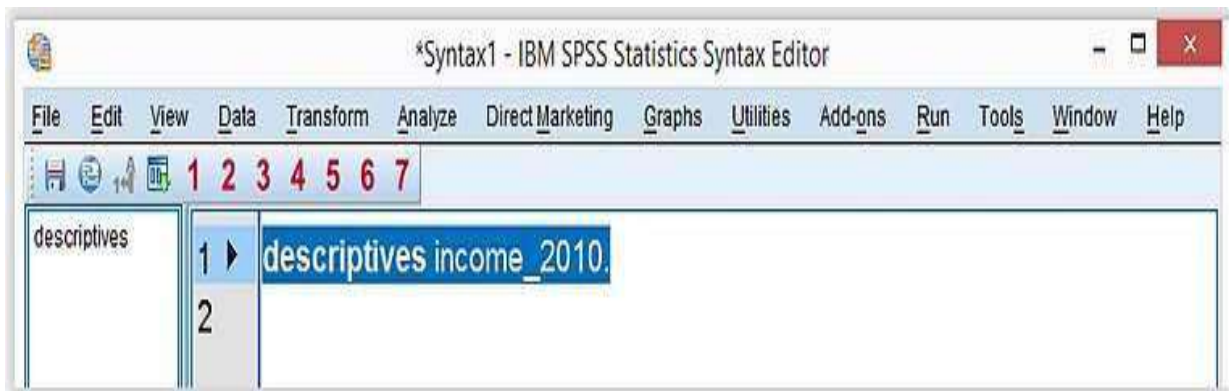 *Syntax1 - IBM SPSS Statistics Syntax Editor
File Edit View Data Transform Analyze Direct Marketing Graphs Utilities Add-ons Run Tools Window Help
1 2 3 4 5 6 7
descriptives
1 descriptives income_2010.
2